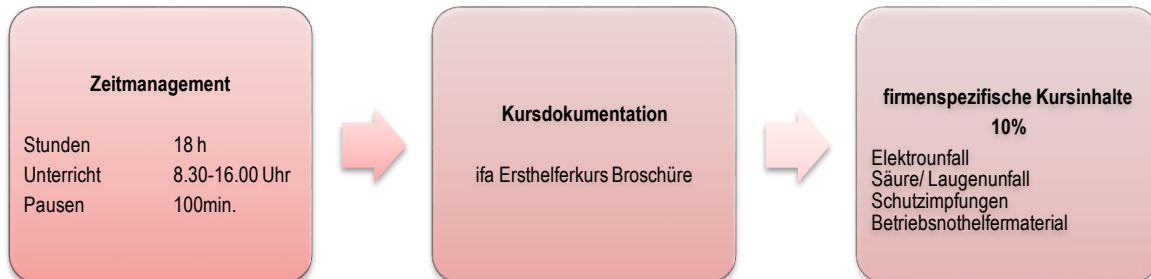 Zeitmanagement
Stunden 18 h
Unterricht 8.30-16.00 Uhr
Pausen 100min.
Kursdokumentation
ifa Ersthelferkurs Broschüre
firmenspezifische Kursinhalte
10%
Elektrounfall
Säure/ Laugenunfall
Schutzimpfungen
Betriebsnothelfermaterial